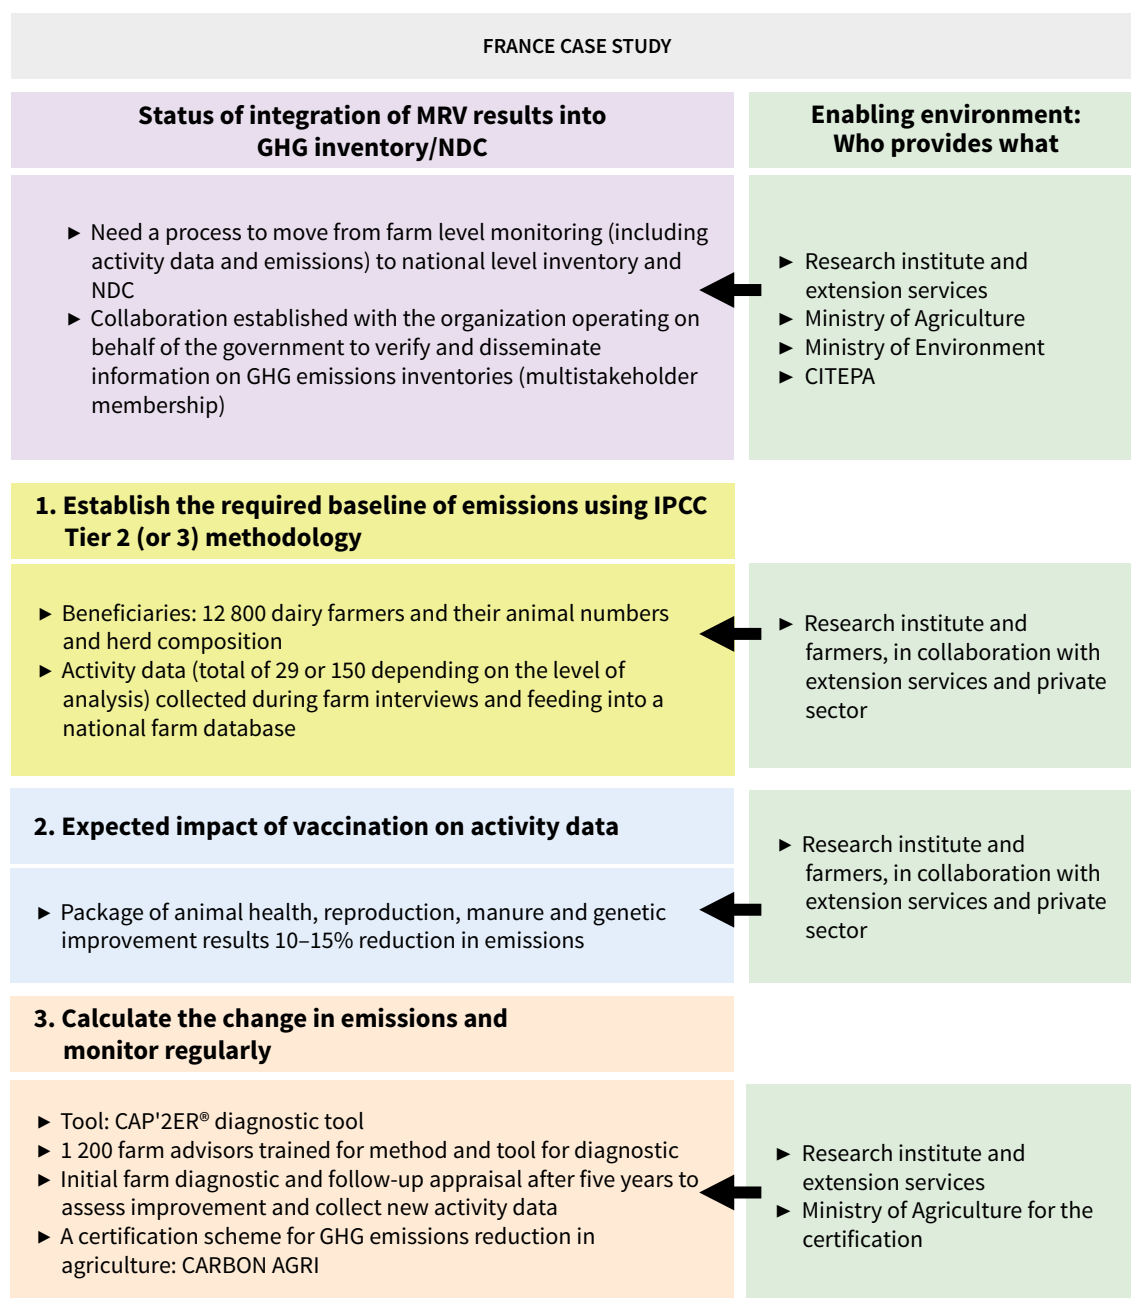 FRANCE CASE STUDY
Status of integration of MRV results into
GHG inventory/NDC
Enabling environment:
Who provides what
► Need a process to move from farm level monitoring (including
activity data and emissions) to national level inventory and
NDC
► Collaboration established with the organization operating on
behalf of the government to verify and disseminate
information on GHG emissions inventories (multistakeholder
membership)
► Research institute and
extension services
► Ministry of Agriculture
► Ministry of Environment
► CITEPA
1. Establish the required baseline of emissions using IPCC
Tier 2 (or 3) methodology
► Beneficiaries: 12 800 dairy farmers and their animal numbers
and herd composition
► Activity data (total of 29 or 150 depending on the level of
analysis) collected during farm interviews and feeding into a
national farm database
► Research institute and
farmers, in collaboration with
extension services and private
sector
2. Expected impact of vaccination on activity data
► Package of animal health, reproduction, manure and genetic
improvement results 10–15% reduction in emissions
► Research institute and
farmers, in collaboration with
extension services and private
sector
3. Calculate the change in emissions and
monitor regularly
► Tool: CAP'2ER® diagnostic tool
► 1 200 farm advisors trained for method and tool for diagnostic
► Initial farm diagnostic and follow-up appraisal after five years to
assess improvement and collect new activity data
► A certification scheme for GHG emissions reduction in
agriculture: CARBON AGRI
► Research institute and
extension services
► Ministry of Agriculture for the
certification